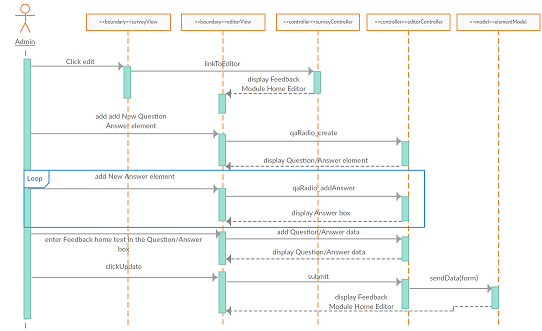 <<boundary>>surveyView
<<boundary>>editorView
<<controller>>surveyController
<<controller>>editorController
<<model>>elementModel
Admin
Click edit
linkToEditor
display Feedback
Module Home Editor
add add New Question
Answer element
qaRadio_create
display Question/Answer element
Loop
add New Answer element
qaRadio_addAnswer
display Answer box
enter Feedback home text in the Question/Answer
box
add Question/Answer data
display Question/Answer data
clickUpdate
submit
sendData(form)
display Feedback
Module Home Editor